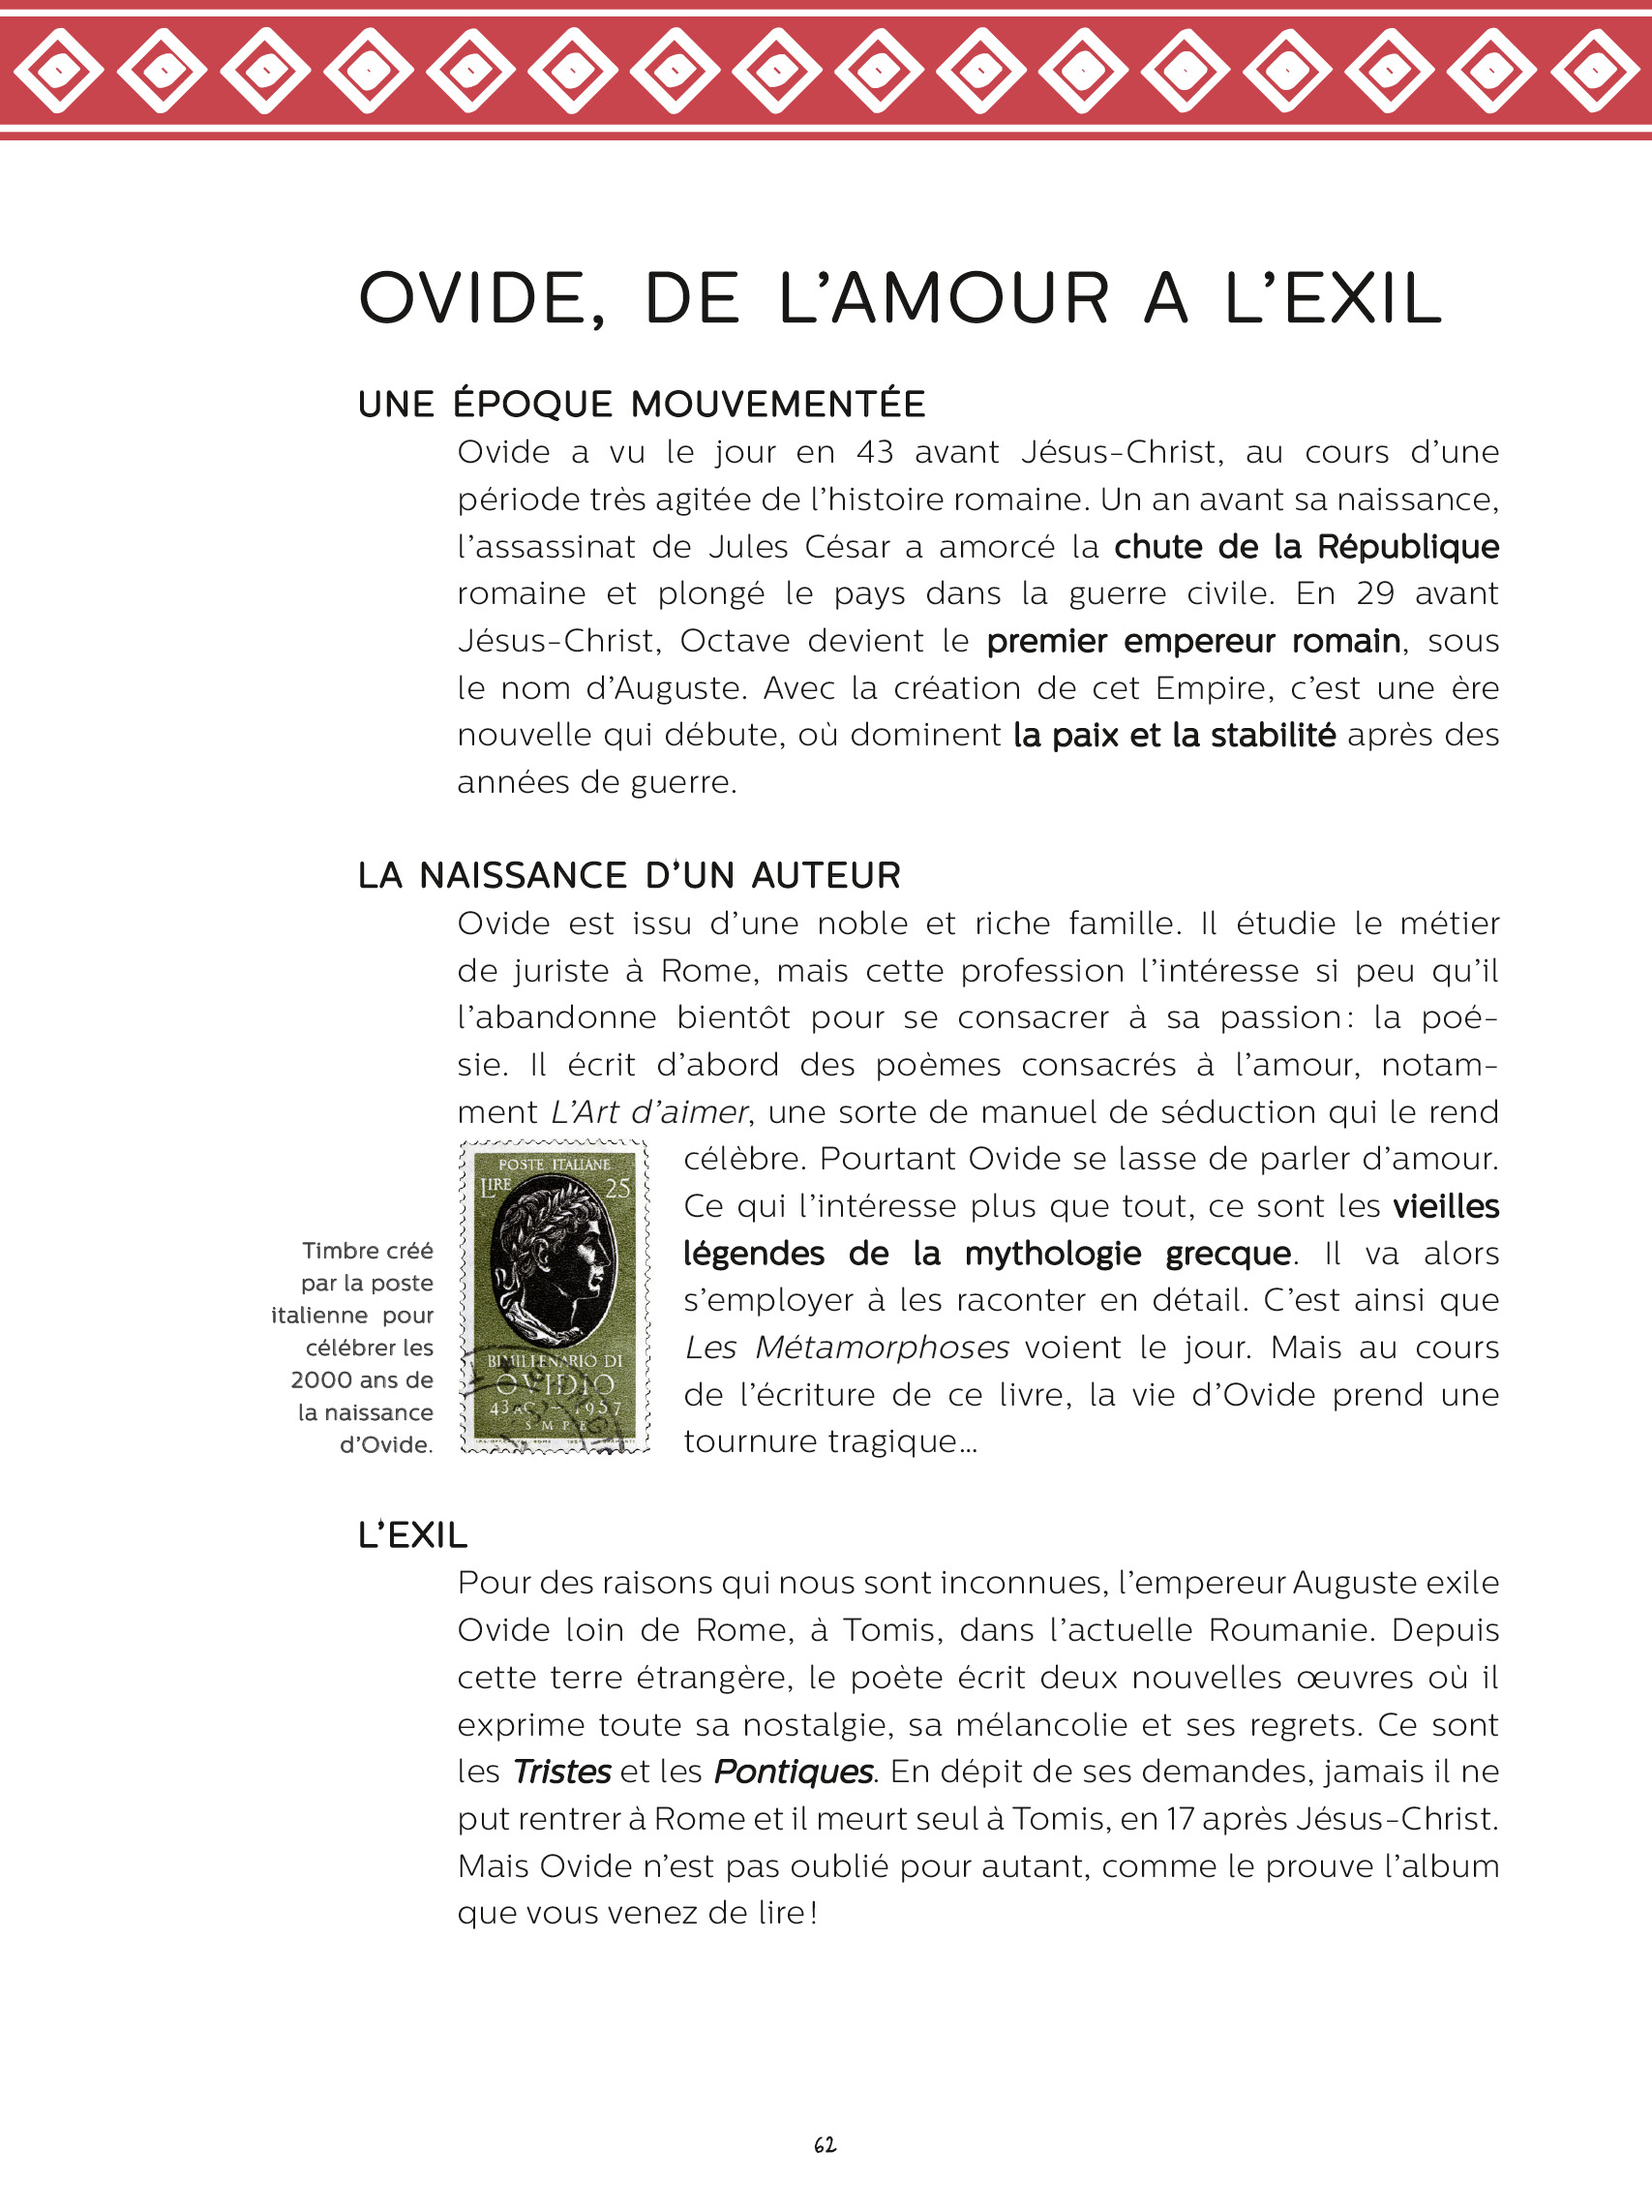 OVIDE, DE L’AMOUR A L’EXIL
UNE ÉPOQUE MOUVEMENTÉE
Ovide a vu le jour en 43 avant Jésus-Christ, au cours d’une
période très agitée de l’histoire romaine. Un an avant sa naissance,
l’assassinat de Jules César a amorcé la chute de la République
romaine et plongé le pays dans la guerre civile. En 29 avant
Jésus-Christ, Octave devient le premier empereur romain, sous
le nom d’Auguste. Avec la création de cet Empire, c’est une ère
nouvelle qui débute, où dominent la paix et la stabilité après des
années de guerre.
LA NAISSANCE D’UN AUTEUR
Ovide est issu d’une noble et riche famille. Il étudie le métier
de juriste à Rome, mais cette profession l’intéresse si peu qu’il
l’abandonne bientôt pour se consacrer à sa passion : la poé-
sie. Il écrit d’abord des poèmes consacrés à l’amour, notam-
ment L’Art d’aimer, une sorte de manuel de séduction qui le rend
célèbre. Pourtant Ovide se lasse de parler d’amour.
Ce qui l’intéresse plus que tout, ce sont les vieilles
légendes de la mythologie grecque. Il va alors
s’employer à les raconter en détail. C’est ainsi que
Les Métamorphoses voient le jour. Mais au cours
de l’écriture de ce livre, la vie d’Ovide prend une
tournure tragique…
POSTE ITALIANE
LIRE 25
BIMILLENARIO DI
OVIDIO
43 AC – 1957
S M P E
Timbre créé
par la poste
italienne pour
célébrer les
2000 ans de
la naissance
d’Ovide.
L’EXIL
Pour des raisons qui nous sont inconnues, l’empereur Auguste exile
Ovide loin de Rome, à Tomis, dans l’actuelle Roumanie. Depuis
cette terre étrangère, le poète écrit deux nouvelles œuvres où il
exprime toute sa nostalgie, sa mélancolie et ses regrets. Ce sont
les Tristes et les Pontiques. En dépit de ses demandes, jamais il ne
put rentrer à Rome et il meurt seul à Tomis, en 17 après Jésus-Christ.
Mais Ovide n’est pas oublié pour autant, comme le prouve l’album
que vous venez de lire !
62